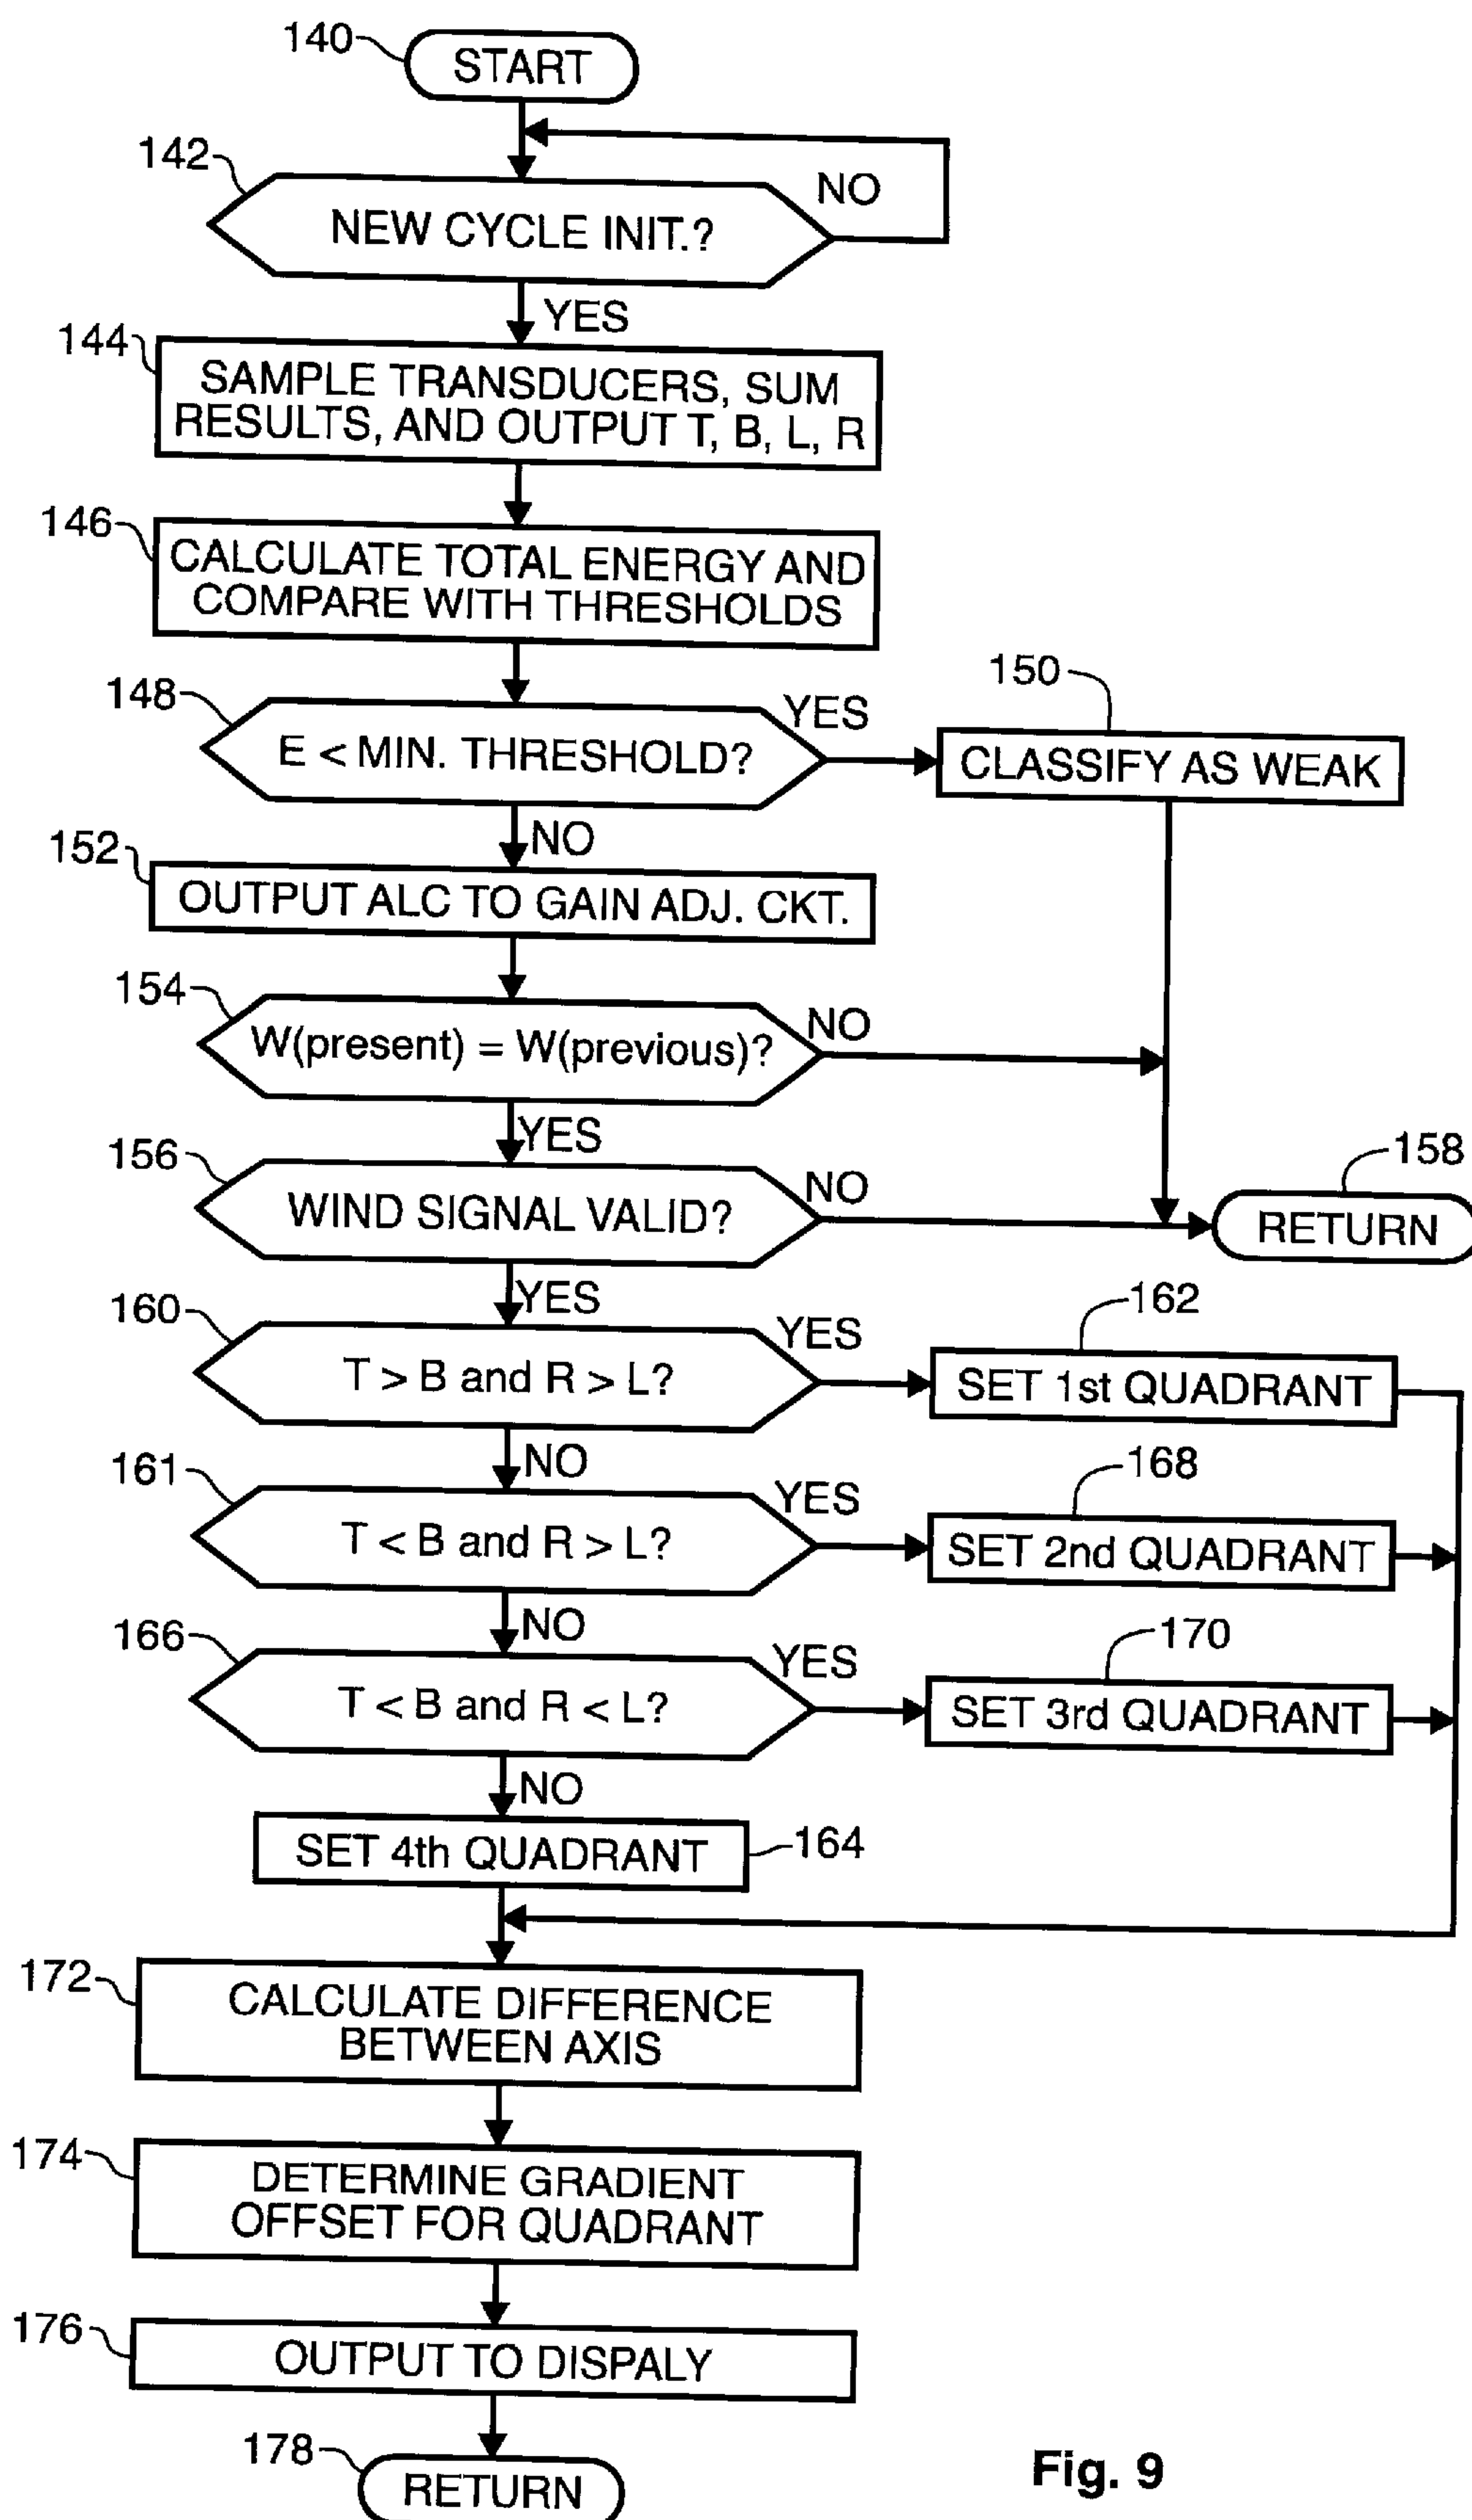 140
START
142
NO
NEW CYCLE INIT.?
YES
144
SAMPLE TRANSDUCERS, SUM
RESULTS, AND OUTPUT T, B, L, R
146
CALCULATE TOTAL ENERGY AND
COMPARE WITH THRESHOLDS
148
YES
150
E < MIN. THRESHOLD?
CLASSIFY AS WEAK
NO
152
OUTPUT ALC TO GAIN ADJ. CKT.
154
NO
W(present) = W(previous)?
YES
156
NO
158
WIND SIGNAL VALID?
RETURN
YES
160
YES
162
T > B and R > L?
SET 1st QUADRANT
NO
161
YES
168
T < B and R > L?
SET 2nd QUADRANT
NO
166
YES
170
T < B and R < L?
SET 3rd QUADRANT
NO
SET 4th QUADRANT
164
172
CALCULATE DIFFERENCE
BETWEEN AXIS
174
DETERMINE GRADIENT
OFFSET FOR QUADRANT
176
OUTPUT TO DISPALY
178
RETURN
Fig. 9